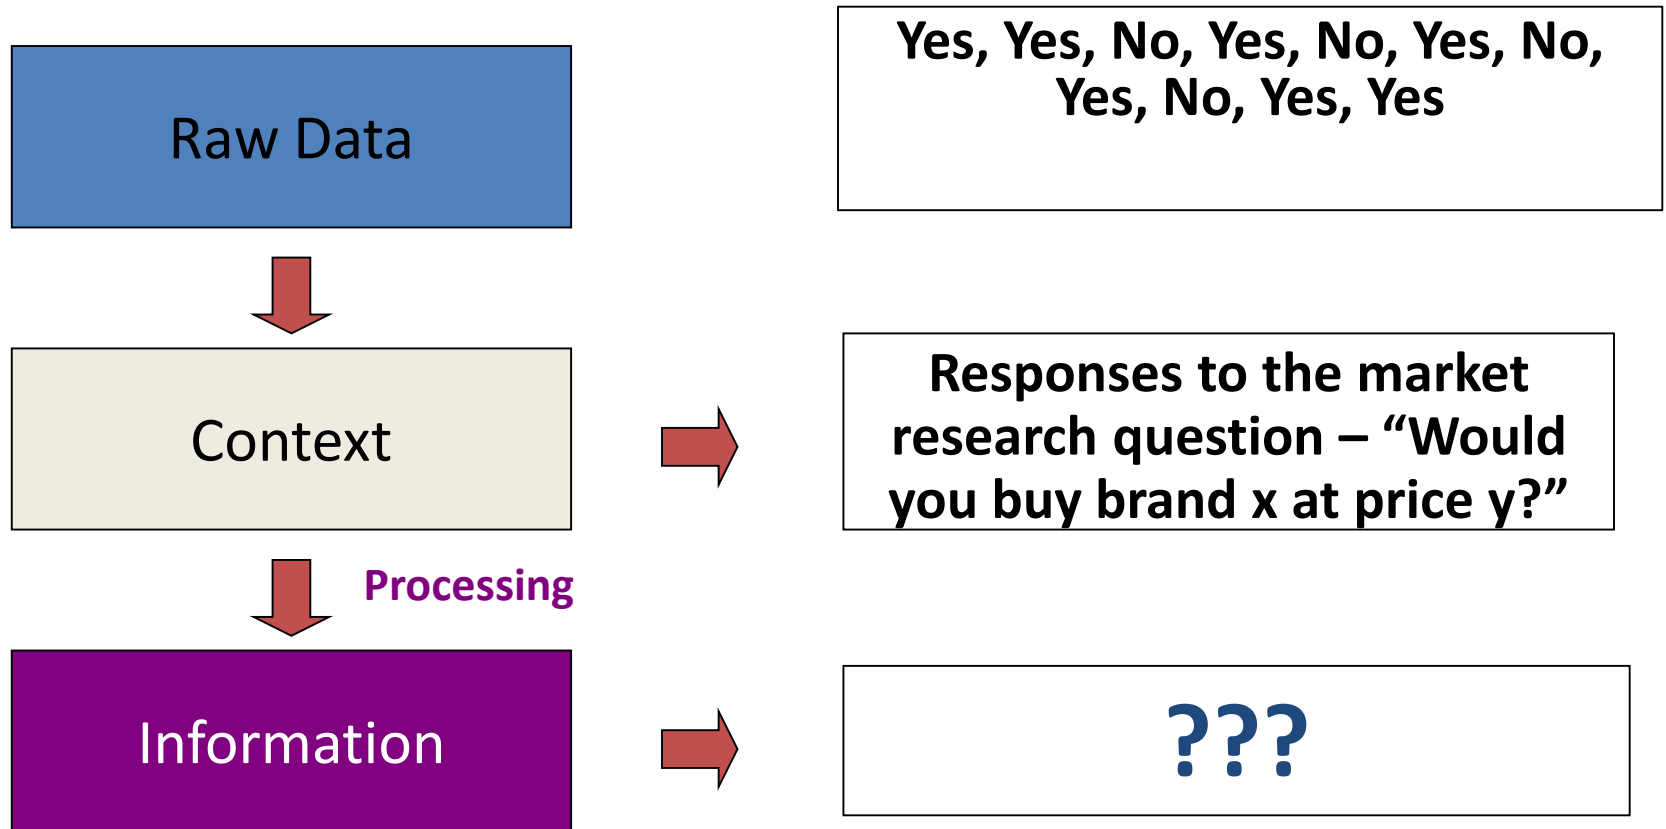 Raw Data
Yes, Yes, No, Yes, No, Yes, No,
Yes, No, Yes, Yes
Context
Responses to the market
research question – “Would
you buy brand x at price y?”
Processing
Information
???